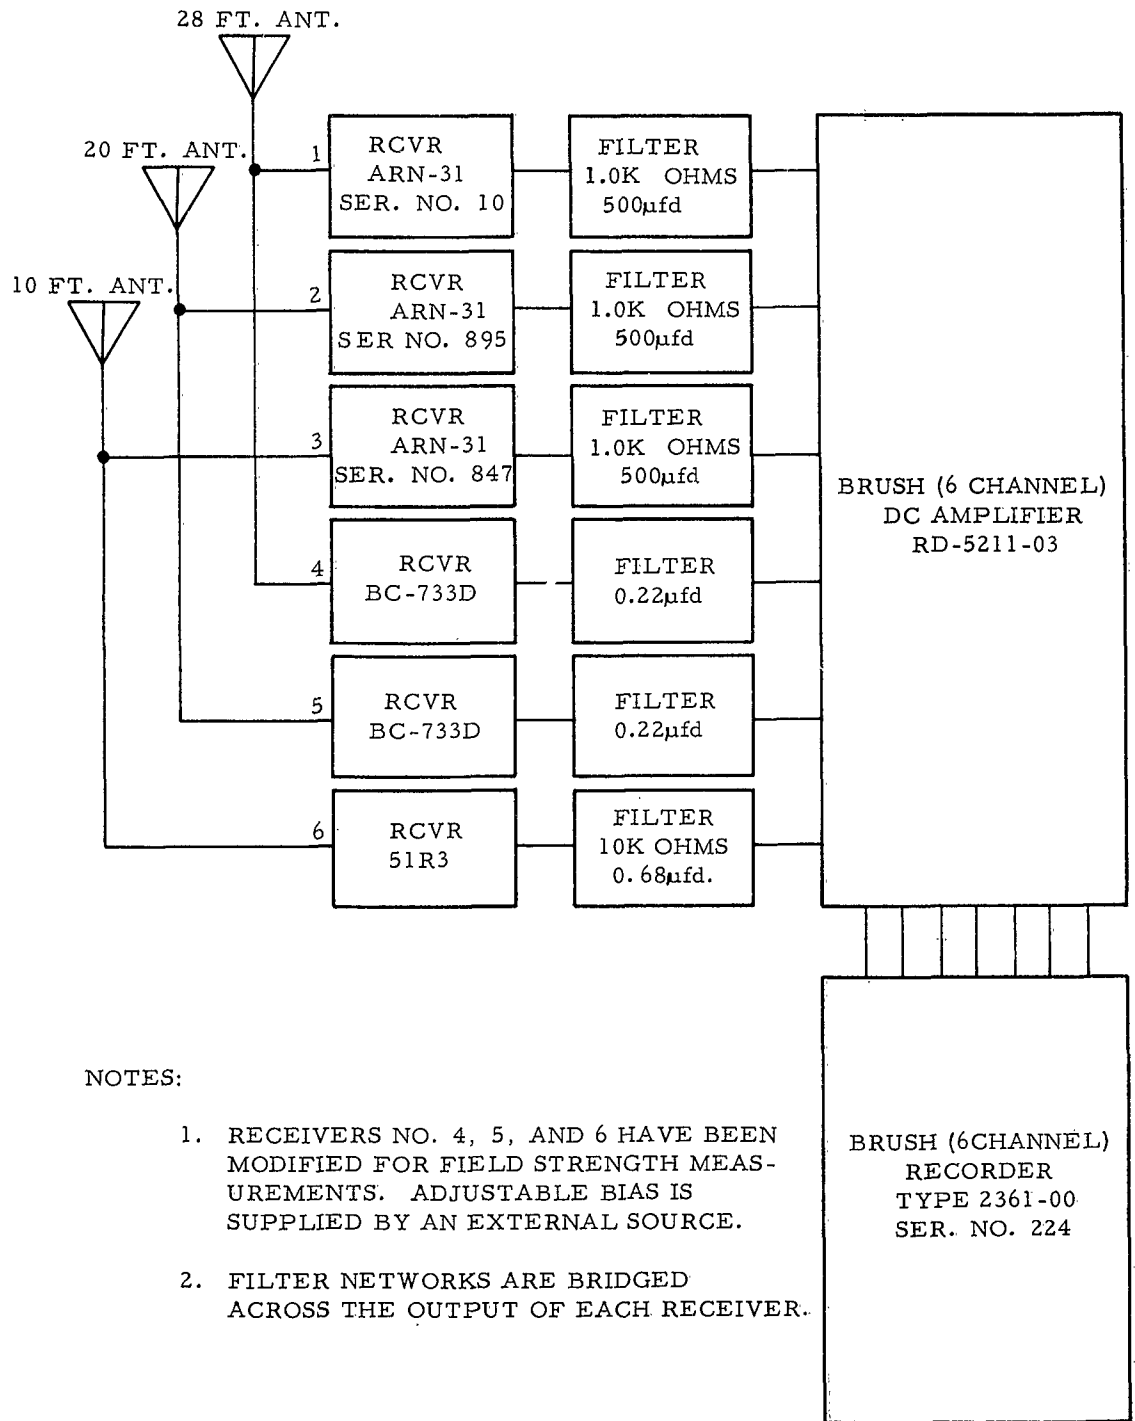 28 FT. ANT.
20 FT. ANT.
10 FT. ANT.
1
RCVR
ARN-31
SER. NO. 10
FILTER
1.0K OHMS
500µfd
2
RCVR
ARN-31
SER NO. 895
FILTER
1.0K OHMS
500µfd
3
RCVR
ARN-31
SER. NO. 847
FILTER
1.0K OHMS
500µfd
4
RCVR
BC-733D
FILTER
0.22µfd
5
RCVR
BC-733D
FILTER
0.22µfd
6
RCVR
51R3
FILTER
10K OHMS
0.68µfd.
BRUSH (6 CHANNEL)
DC AMPLIFIER
RD-5211-03
BRUSH (6CHANNEL)
RECORDER
TYPE 2361-00
SER. NO. 224
NOTES:
1. RECEIVERS NO. 4, 5, AND 6 HAVE BEEN
MODIFIED FOR FIELD STRENGTH MEAS-
UREMENTS. ADJUSTABLE BIAS IS
SUPPLIED BY AN EXTERNAL SOURCE.
2. FILTER NETWORKS ARE BRIDGED
ACROSS THE OUTPUT OF EACH RECEIVER.